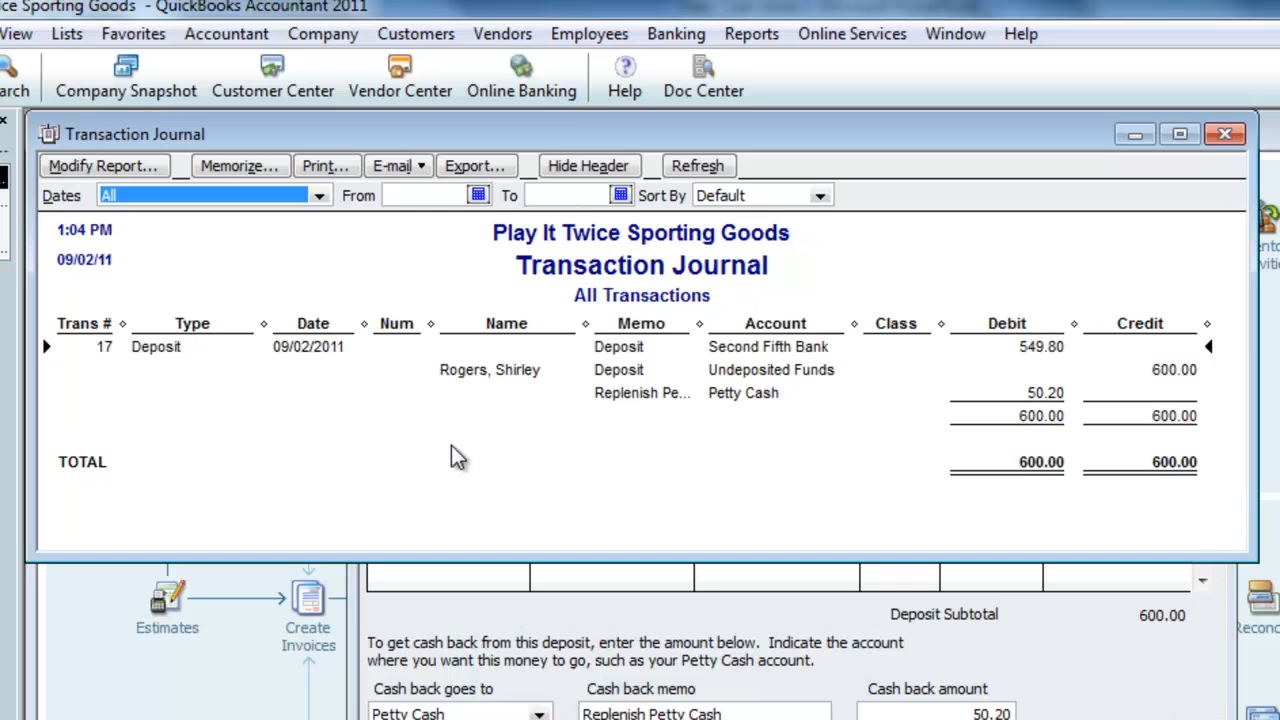 ice Sporting Goods - QuickBooks Accountant 2011
View Lists Favorites Accountant Company Customers Vendors Employees Banking Reports Online Services Window Help
arch Company Snapshot Customer Center Vendor Center Online Banking Help Doc Center
Transaction Journal
Modify Report... Memorize... Print... E-mail Export... Hide Header Refresh
Dates All From To Sort By Default
1:04 PM
Play It Twice Sporting Goods
09/02/11
Transaction Journal
All Transactions
Trans # Type Date Num Name Memo Account Class Debit Credit
17 Deposit 09/02/2011 Deposit Second Fifth Bank 549.80
Rogers, Shirley Deposit Undeposited Funds 600.00
Replenish Pe... Petty Cash 50.20
600.00 600.00
TOTAL 600.00 600.00
Estimates
Create
Invoices
Deposit Subtotal 600.00
To get cash back from this deposit, enter the amount below. Indicate the account
where you want this money to go, such as your Petty Cash account.
Cash back goes to Cash back memo Cash back amount
Petty Cash Replenish Petty Cash 50.20
Reconc